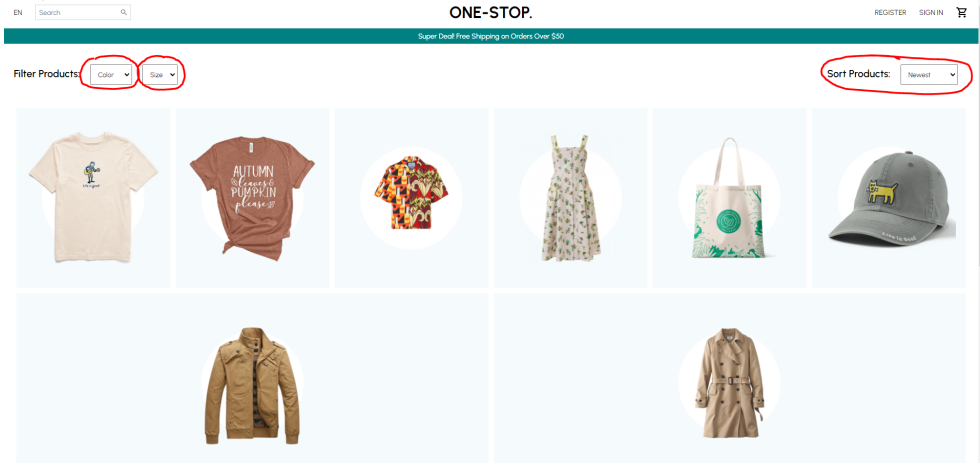 EN
Search
ONE-STOP.
REGISTER
SIGN IN
Super Deal! Free Shipping on Orders Over $50
Filter Products:
Color
Size
Sort Products:
Newest
AUTUMN
leaves &
PUMPKIN
please